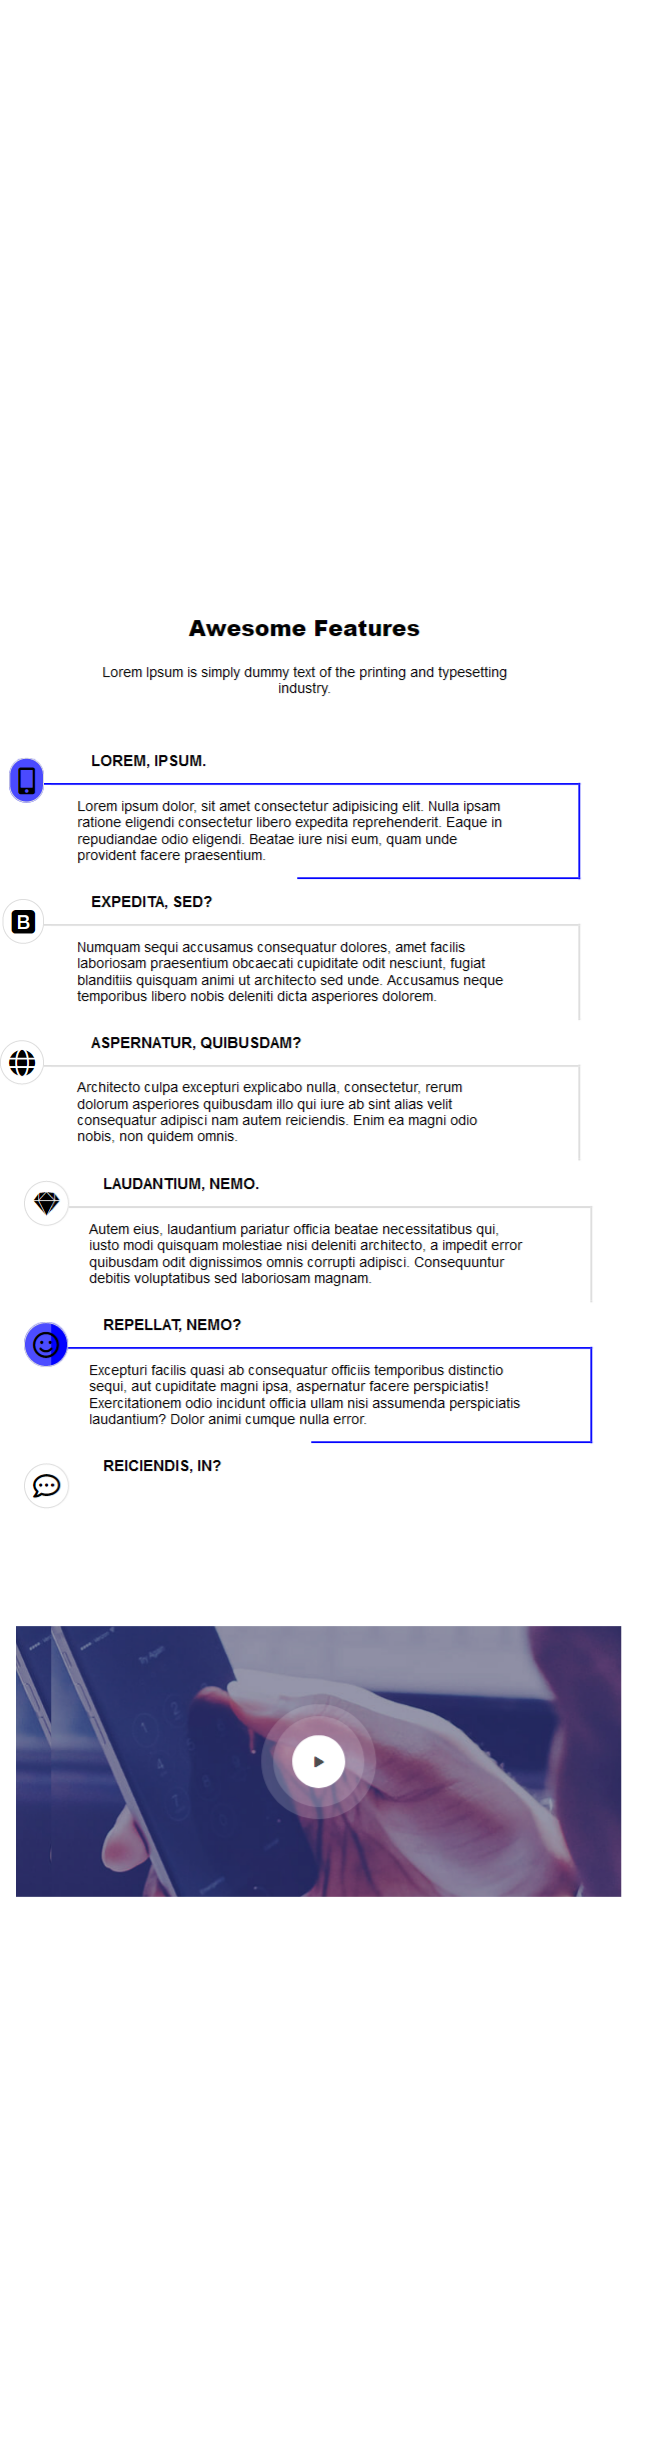 Awesome Features
Lorem Ipsum is simply dummy text of the printing and typesetting
industry.
LOREM, IPSUM.
Lorem ipsum dolor, sit amet consectetur adipisicing elit. Nulla ipsam
ratione eligendi consectetur libero expedita reprehenderit. Eaque in
repudiandae odio eligendi. Beatae iure nisi eum, quam unde
provident facere praesentium.
B
EXPEDITA, SED?
Numquam sequi accusamus consequatur dolores, amet facilis
laboriosam praesentium obcaecati cupiditate odit nesciunt, fugiat
blanditiis quisquam animi ut architecto sed unde. Accusamus neque
temporibus libero nobis deleniti dicta asperiores dolorem.
ASPERNATUR, QUIBUSDAM?
Architecto culpa excepturi explicabo nulla, consectetur, rerum
dolorum asperiores quibusdam illo qui iure ab sint alias velit
consequatur adipisci nam autem reiciendis. Enim ea magni odio
nobis, non quidem omnis.
LAUDANTIUM, NEMO.
Autem eius, laudantium pariatur officia beatae necessitatibus qui,
iusto modi quisquam molestiae nisi deleniti architecto, a impedit error
quibusdam odit dignissimos omnis corrupti adipisci. Consequuntur
debitis voluptatibus sed laboriosam magnam.
REPELLAT, NEMO?
Excepturi facilis quasi ab consequatur officiis temporibus distinctio
sequi, aut cupiditate magni ipsa, aspernatur facere perspiciatis!
Exercitationem odio incidunt officia ullam nisi assumenda perspiciatis
laudantium? Dolor animi cumque nulla error.
REICIENDIS, IN?
Try Again
1
2
4
7